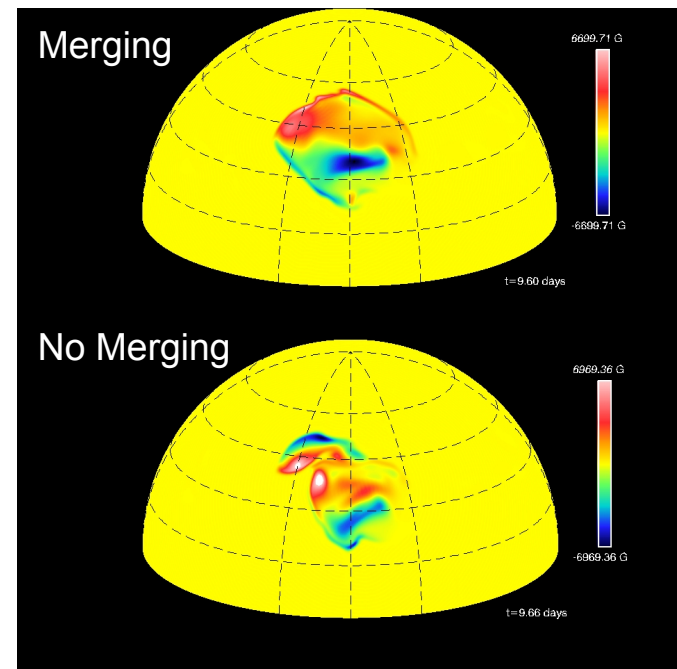 Merging
6699.71 G
-6699.71 G
t=9.60 days
No Merging
6969.36 G
-6969.36 G
t=9.66 days